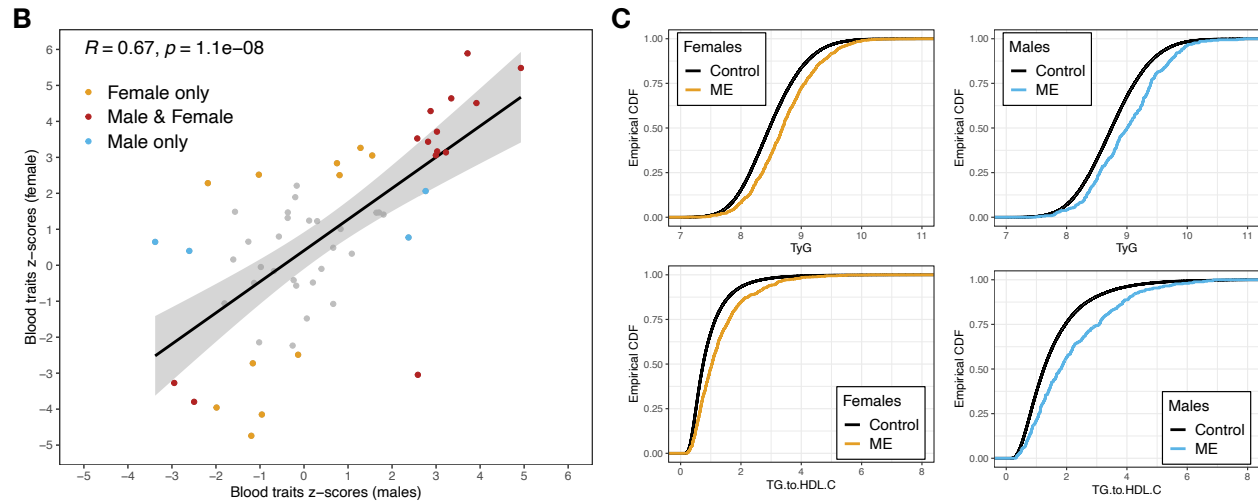 B
R = 0.67, p = 1.1e−08
Female only
Male & Female
Male only
Blood traits z−scores (female)
6
5
4
3
2
1
0
−1
−2
−3
−4
−5
−5 −4 −3 −2 −1 0 1 2 3 4 5 6
Blood traits z−scores (males)
C
Empirical CDF
1.00
0.75
0.50
0.25
0.00
Females
Control
ME
7 8 9 10 11
TyG
Empirical CDF
1.00
0.75
0.50
0.25
0.00
Males
Control
ME
7 8 9 10 11
TyG
Empirical CDF
1.00
0.75
0.50
0.25
0.00
Females
Control
ME
0 2 4 6 8
TG.to.HDL.C
Empirical CDF
1.00
0.75
0.50
0.25
0.00
Males
Control
ME
0 2 4 6 8
TG.to.HDL.C